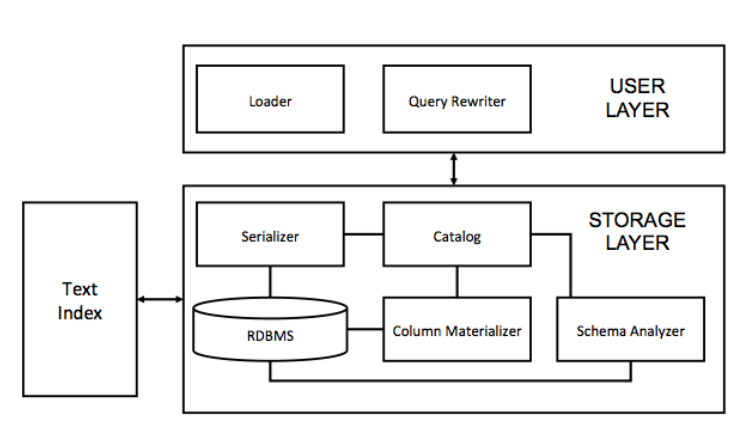 Loader
Query Rewriter
USER
LAYER
Serializer
Catalog
STORAGE
LAYER
Text
Index
RDBMS
Column Materializer
Schema Analyzer